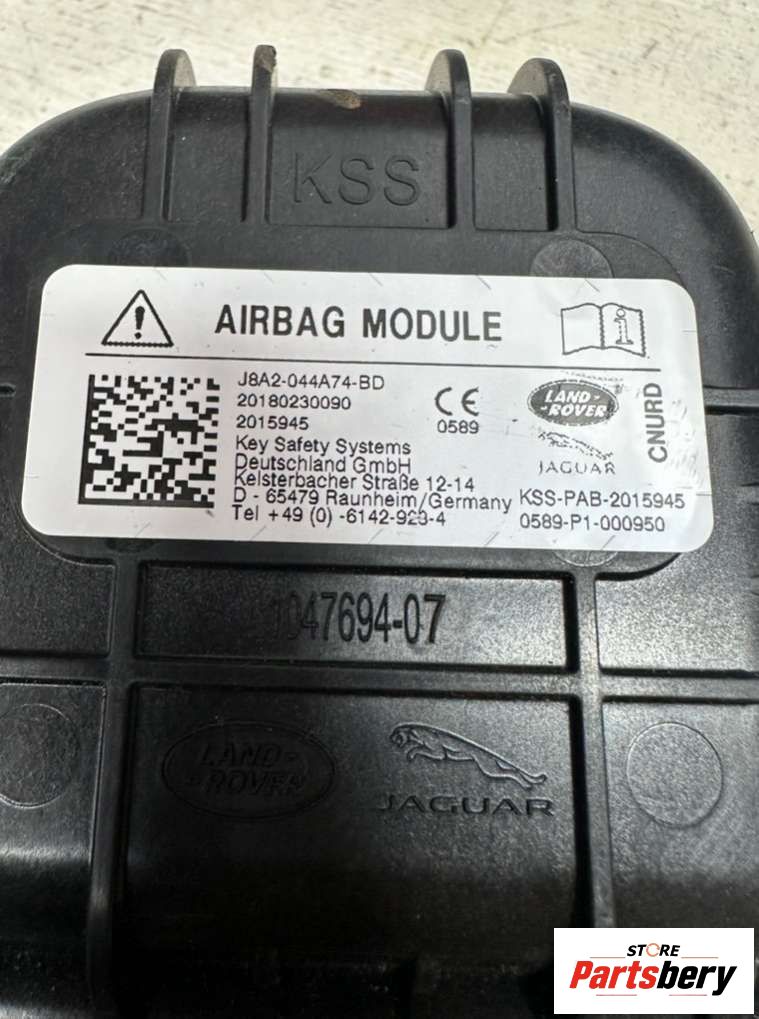 KSS
AIRBAG MODULE
J8A2-044A74-BD
20180230090
2015945
Key Safety Systems
Deutschland GmbH
Kelsterbacher Straße 12-14
D - 65479 Raunheim/Germany
Tel +49 (0) -6142-923-4
0589
LAND-
-ROVER
JAGUAR
CNURD
KSS-PAB-2015945
0589-P1-000950
1047694-07
LAND-
-ROVER
JAGUAR
STORE
Partsbery